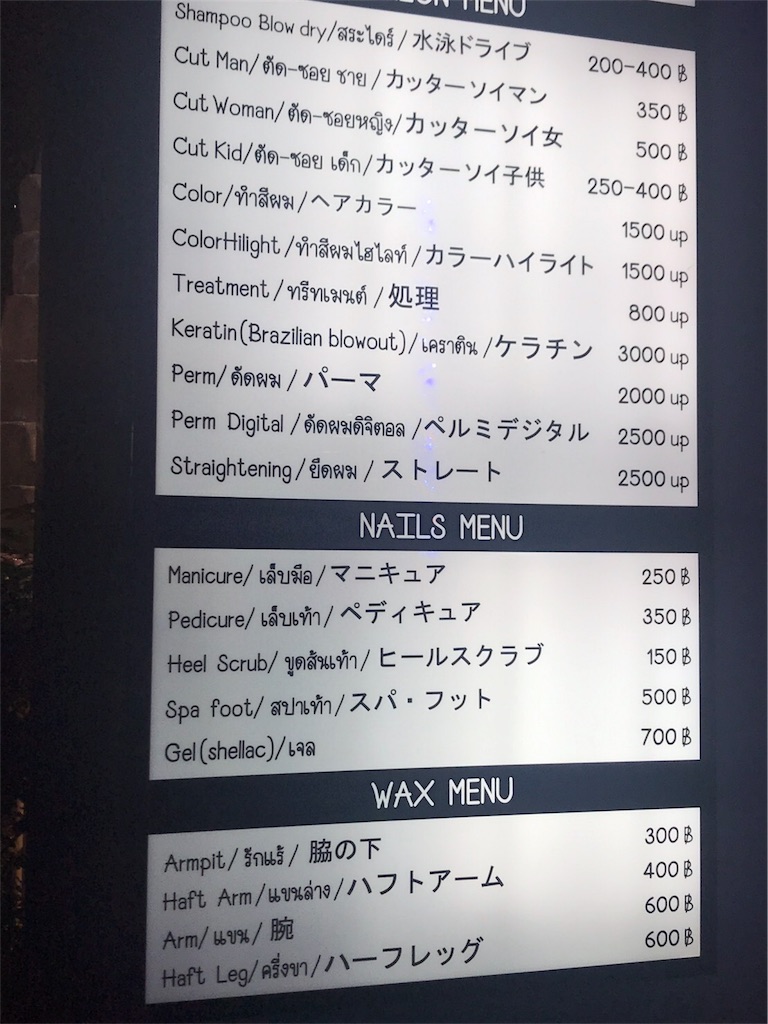 MENU
Shampoo Blow dry/สระไดร์/水泳ドライブ 200-400 ฿
Cut Man/ตัด-ซอย ชาย/カッターソイマン 350 ฿
Cut Woman/ตัด-ซอยหญิง/カッターソイ女 500 ฿
Cut Kid/ตัด-ซอย เด็ก/カッターソイ子供 250-400 ฿
Color/ทำสีผม/ヘアカラー 1500 up
ColorHilight/ทำสีผมไฮไลท์/カラーハイライト 1500 up
Treatment/ทรีทเมนต์/処理 800 up
Keratin(Brazilian blowout)/เคราติน/ケラチン 3000 up
Perm/ดัดผม/パーマ 2000 up
Perm Digital/ดัดผมดิจิตอล/ペルミデジタル 2500 up
Straightening/ยืดผม/ストレート 2500 up
NAILS MENU
Manicure/เล็บมือ/マニキュア 250 ฿
Pedicure/เล็บเท้า/ペディキュア 350 ฿
Heel Scrub/ขูดส้นเท้า/ヒールスクラブ 150 ฿
Spa foot/สปาเท้า/スパ・フット 500 ฿
Gel(shellac)/เจล 700 ฿
WAX MENU
Armpit/รักแร้/脇の下 300 ฿
Haft Arm/แขนล่าง/ハフトアーム 400 ฿
Arm/แขน/腕 600 ฿
Haft Leg/ครึ่งขา/ハーフレッグ 600 ฿